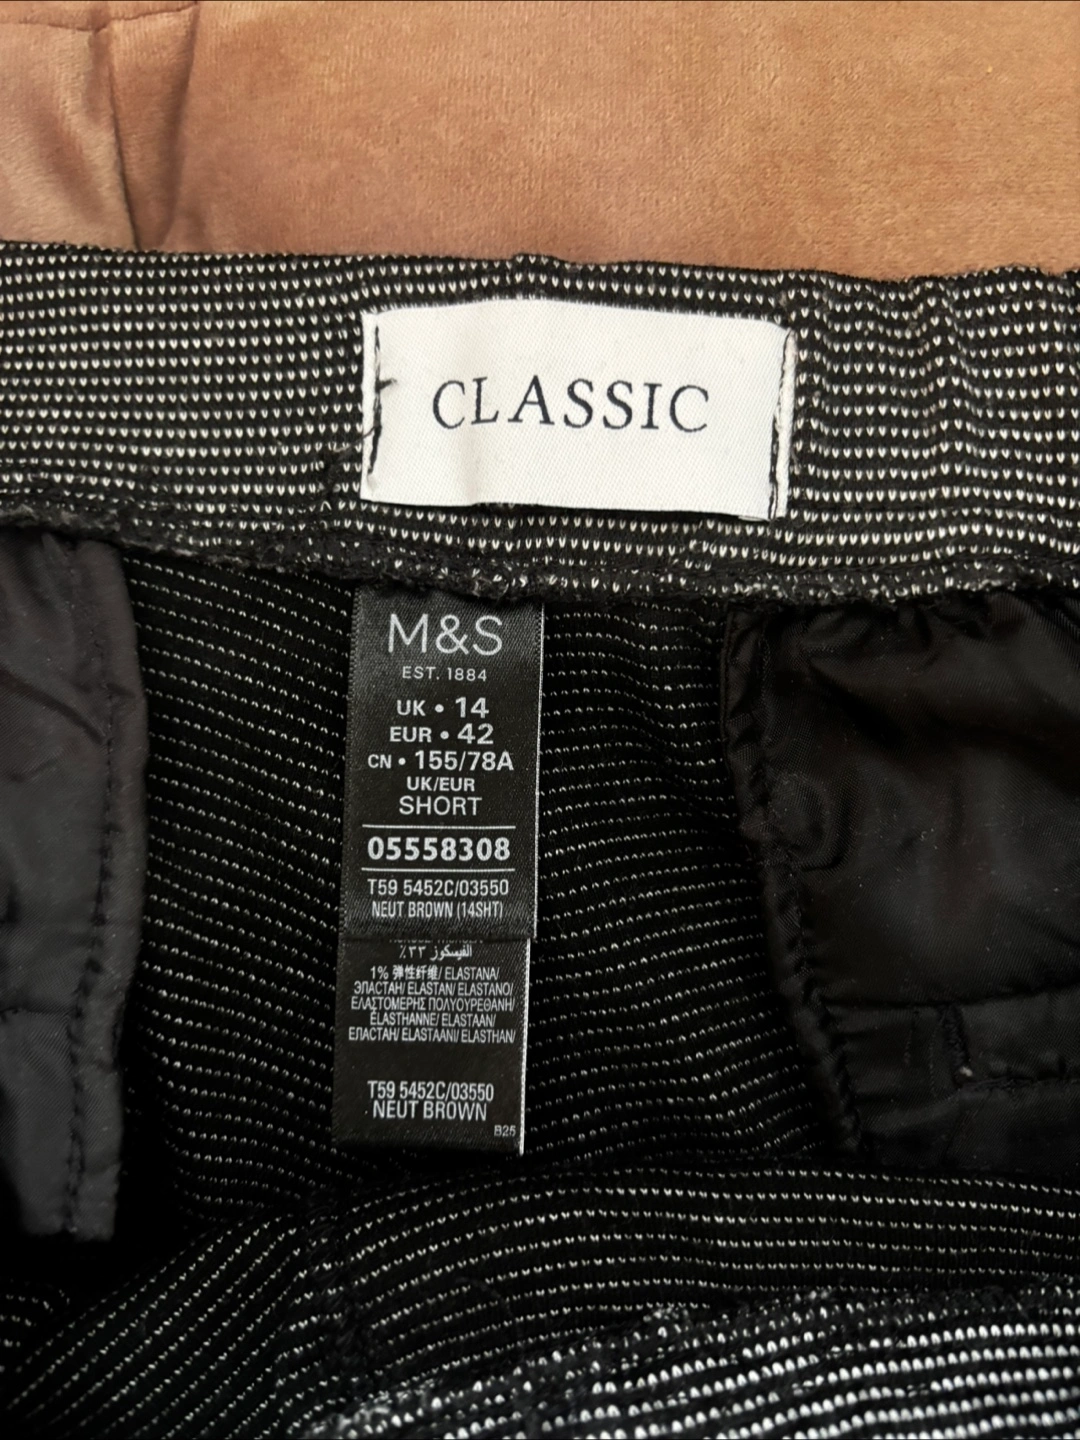 CLASSIC
M&S
EST. 1884
UK • 14
EUR • 42
CN • 155/78A
UK/EUR
SHORT
05558308
T59 5452C/03550
NEUT BROWN (14SHT)
الفيسكوز ٣٣٪
1% 弹性纤维/ ELASTANA/
ЭЛАСТАН/ ELASTAN/ ELASTANO/
ΕΛΑΣΤΟΜΕΡΗΣ ΠΟΛΥΟΥΡΕΘΑΝΗ/
ÉLASTHANNE/ ELASTAAN/
ЕЛАСТАН/ ELASTAANI/ ELASTHAN/
T59 5452C/03550
NEUT BROWN
B25